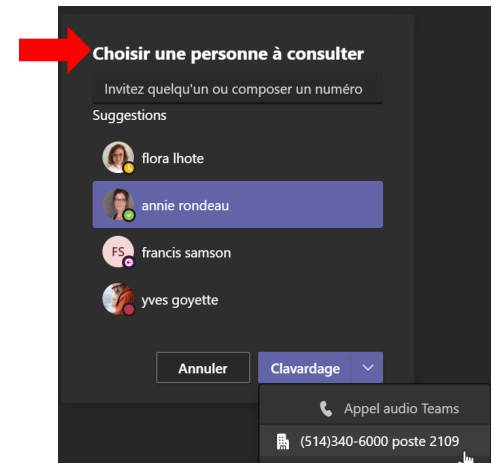 Choisir une personne à consulter
Invitez quelqu'un ou composer un numéro
Suggestions
flora lhote
annie rondeau
FS
francis samson
yves goyette
Annuler
Clavardage
Appel audio Teams
(514)340-6000 poste 2109